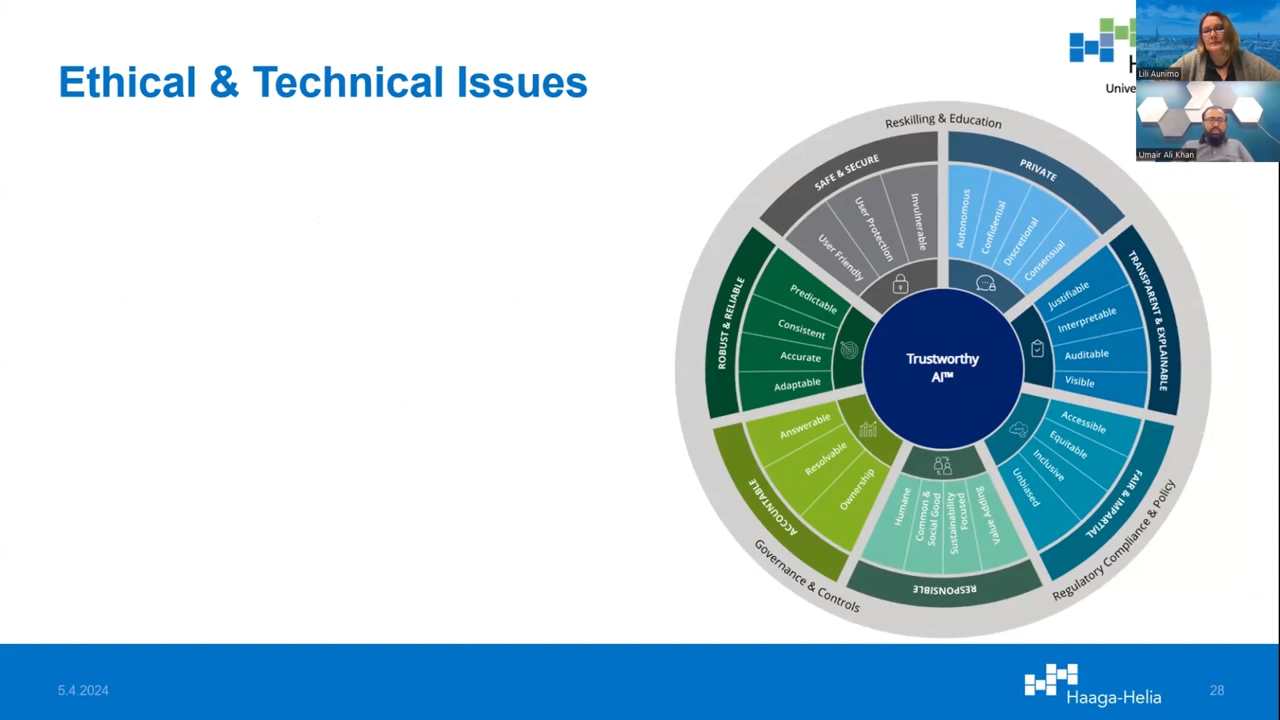 Ethical & Technical Issues
Unive
Lili Aunimo
Umair Ali Khan
Reskilling & Education
SAFE & SECURE
User Friendly
User Protection
Invulnerable
PRIVATE
Autonomous
Confidential
Discretional
Consensual
TRANSPARENT & EXPLAINABLE
Justifiable
Interpretable
Auditable
Visible
FAIR & IMPARTIAL
Accessible
Equitable
Inclusive
Unbiased
Regulatory Compliance & Policy
RESPONSIBLE
Humane
Common &
Social Good
Sustainability
Focused
Value Adding
ACCOUNTABLE
Answerable
Resolvable
Ownership
Governance & Controls
ROBUST & RELIABLE
Predictable
Consistent
Accurate
Adaptable
Trustworthy
AI™
5.4.2024
Haaga-Helia
28